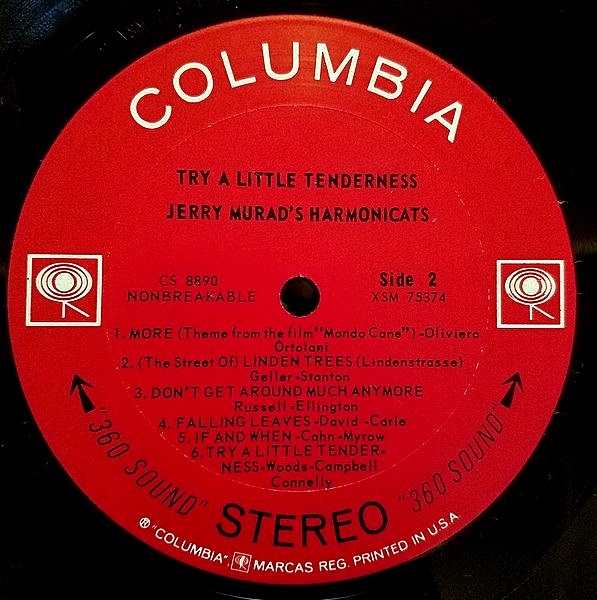 COLUMBIA
TRY A LITTLE TENDERNESS
JERRY MURAD'S HARMONICATS
CS 8890
NONBREAKABLE
Side 2
XSM 75374
1. MORE (Theme from the film "Mondo Cane") -Oliviero
Ortolani
2. (The Street Of) LINDEN TREES (Lindenstrasse)
Geller -Stanton
3. DON'T GET AROUND MUCH ANYMORE
Russell -Ellington
4. FALLING LEAVES -David -Carle
5. IF AND WHEN -Cahn -Myrow
6. TRY A LITTLE TENDER-
NESS -Woods -Campbell
Connelly
"360 SOUND" STEREO "360 SOUND"
® "COLUMBIA", MARCAS REG. PRINTED IN U.S.A.